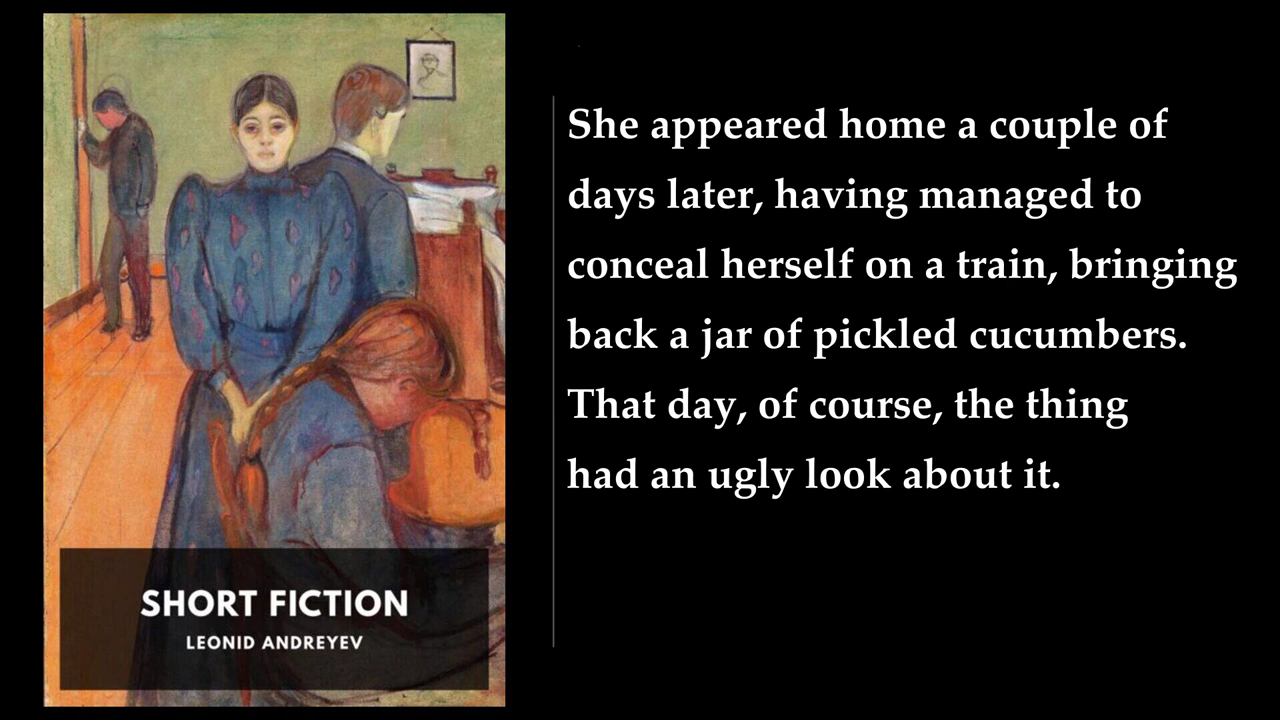 SHORT FICTION
LEONID ANDREYEV
She appeared home a couple of
days later, having managed to
conceal herself on a train, bringing
back a jar of pickled cucumbers.
That day, of course, the thing
had an ugly look about it.